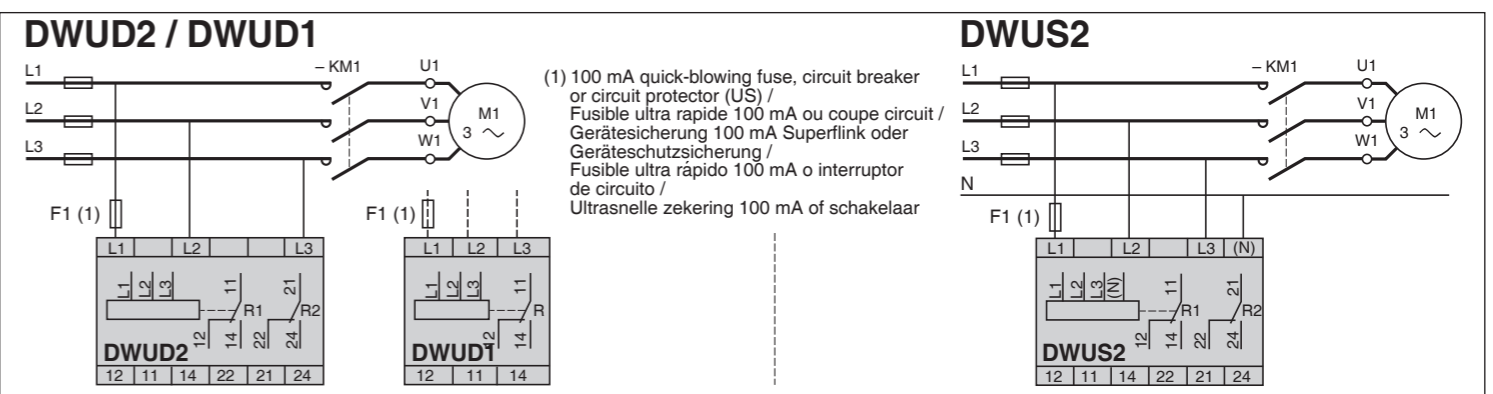 DWUD2 / DWUD1
L1
– KM1
U1
L2
V1
L3
W1
M1
3
F1 (1)
F1 (1)
L1 L2 L3
L1 L2 L3
11 21
R1 R2
12 14 22 24
DWUD2
12 11 14 22 21 24
L1 L2 L3
L1 L2 L3
11
R
12 14
DWUD1
12 11 14
(1) 100 mA quick-blowing fuse, circuit breaker
or circuit protector (US) /
Fusible ultra rapide 100 mA ou coupe circuit /
Gerätesicherung 100 mA Superflink oder
Geräteschutzsicherung /
Fusible ultra rápido 100 mA o interruptor
de circuito /
Ultrasnelle zekering 100 mA of schakelaar
DWUS2
L1
– KM1
U1
L2
V1
L3
W1
M1
3
N
F1 (1)
L1 L2 L3 (N)
L1 L2 L3 (N)
11 21
R1 R2
12 14 22 24
DWUS2
12 11 14 22 21 24